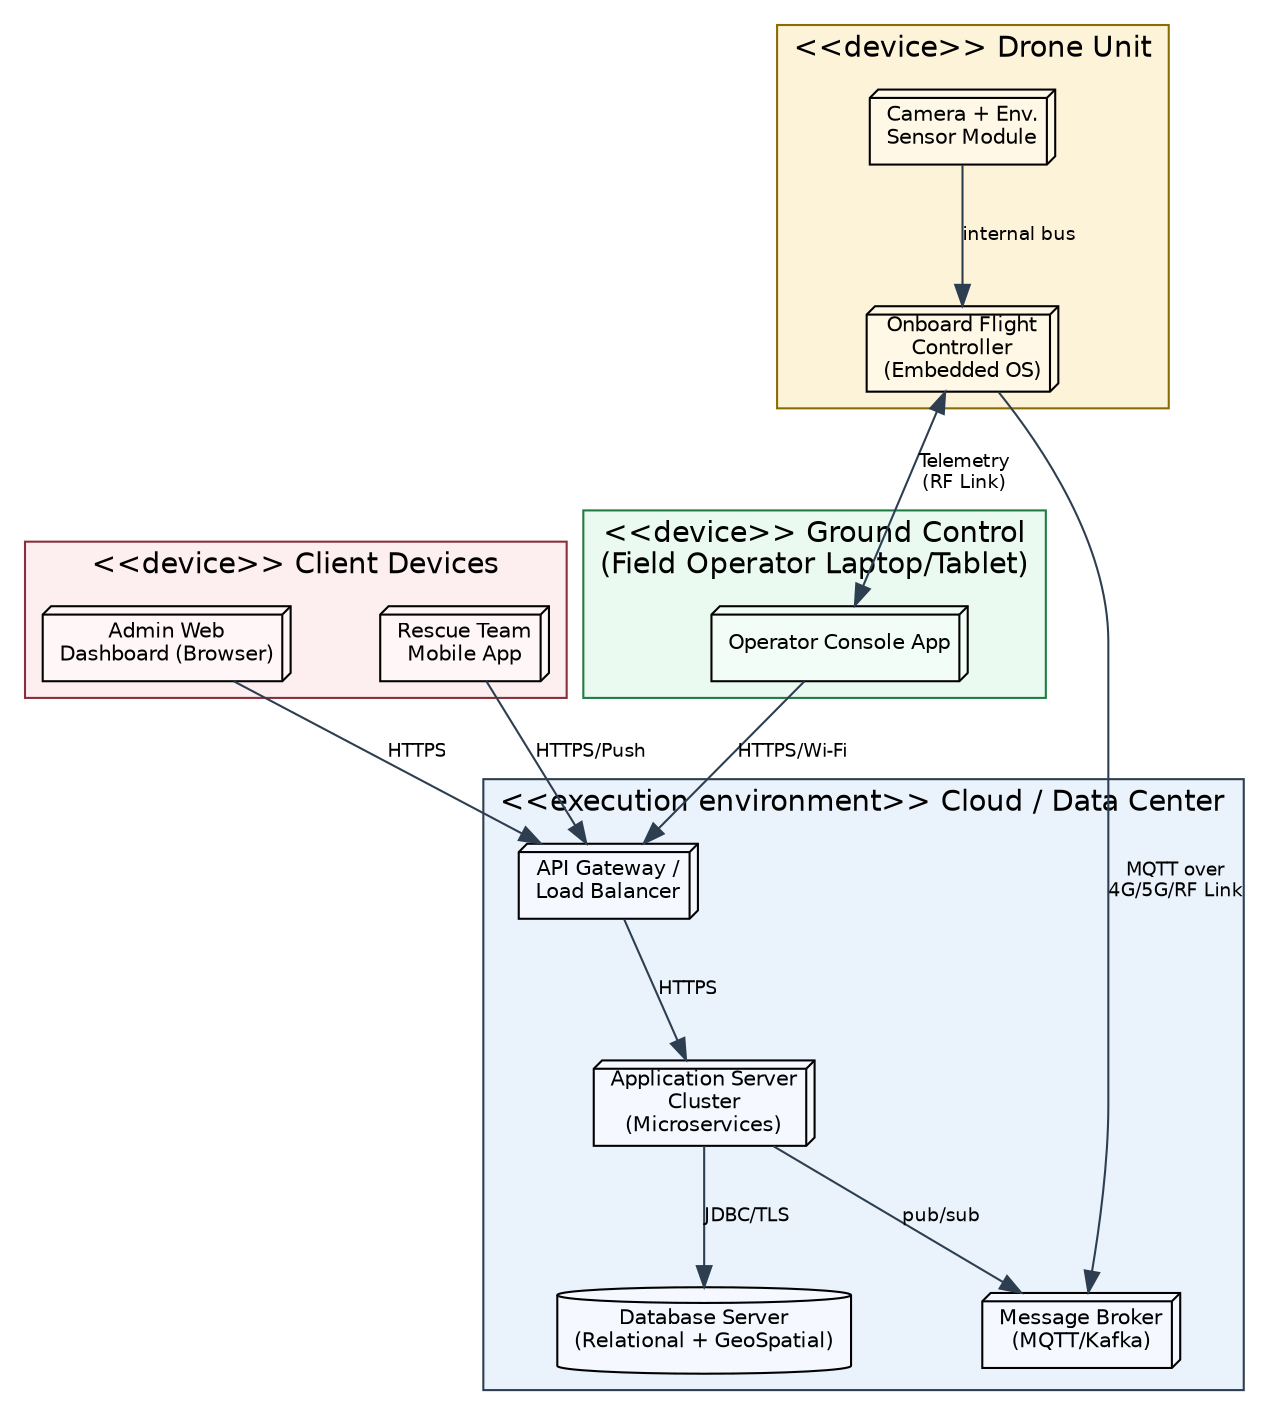 <<device>> Drone Unit
Camera + Env.
Sensor Module
internal bus
Onboard Flight
Controller
(Embedded OS)
Telemetry
(RF Link)
<<device>> Ground Control
(Field Operator Laptop/Tablet)
Operator Console App
<<device>> Client Devices
Admin Web
Dashboard (Browser)
Rescue Team
Mobile App
HTTPS
HTTPS/Push
HTTPS/Wi-Fi
<<execution environment>> Cloud / Data Center
API Gateway /
Load Balancer
MQTT over
4G/5G/RF Link
HTTPS
Application Server
Cluster
(Microservices)
JDBC/TLS
pub/sub
Database Server
(Relational + GeoSpatial)
Message Broker
(MQTT/Kafka)